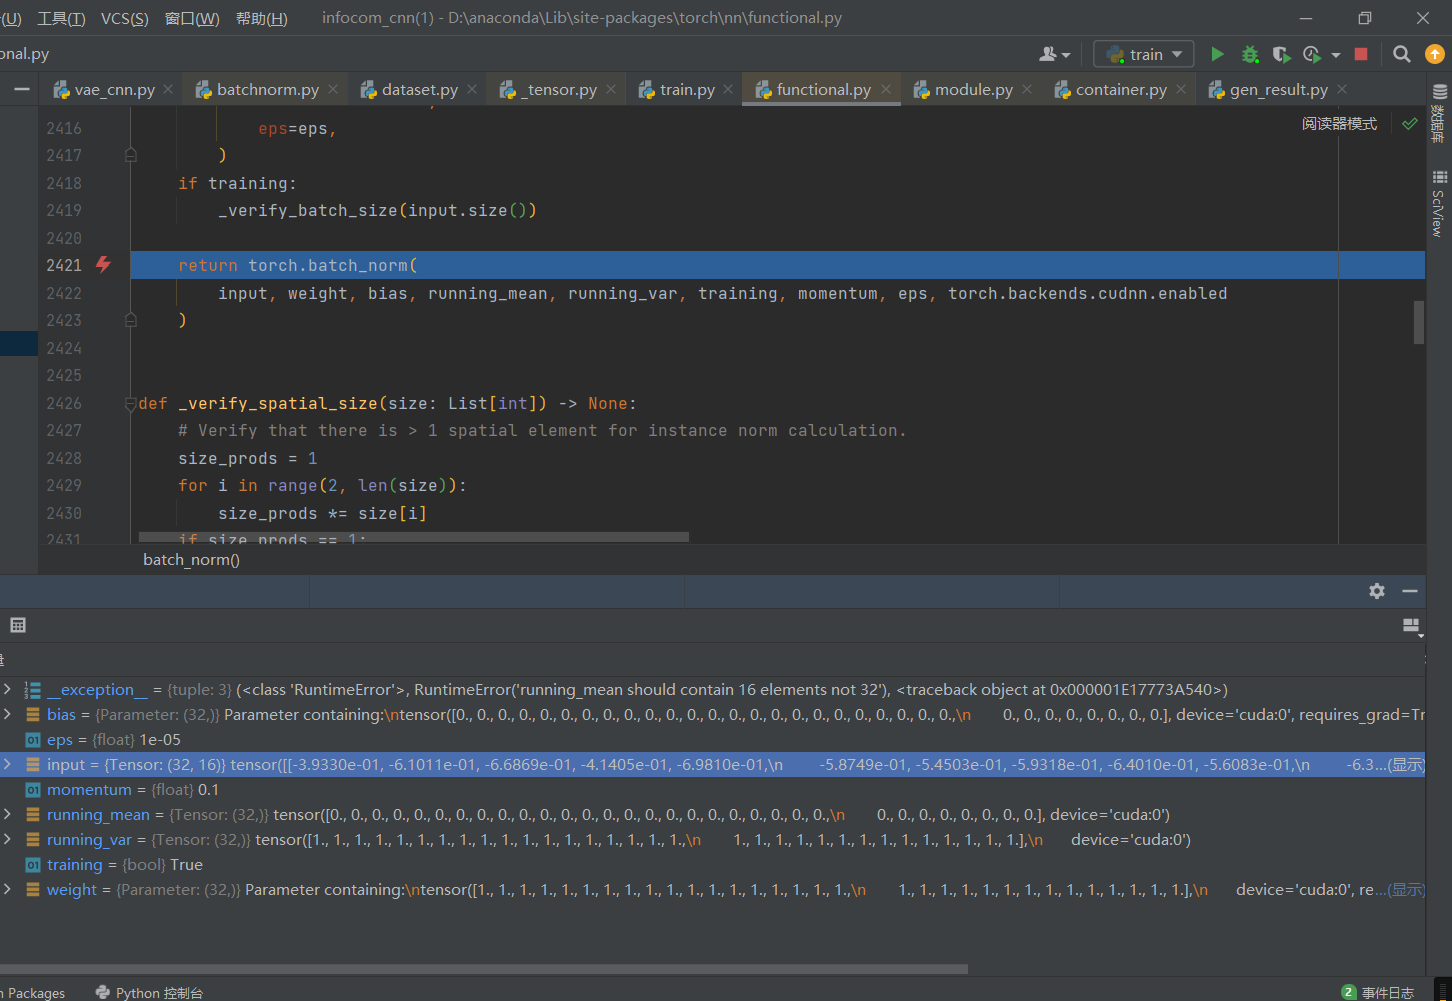 (U) 工具(T) VCS(S) 窗口(W) 帮助(H) infocom_cnn(1) - D:\anaconda\Lib\site-packages\torch\nn\functional.py
onal.py train
vae_cnn.py batchnorm.py dataset.py _tensor.py train.py functional.py module.py container.py gen_result.py
阅读器模式
数据库
SciView
2416 eps=eps,
2417 )
2418 if training:
2419 _verify_batch_size(input.size())
2420
2421 return torch.batch_norm(
2422 input, weight, bias, running_mean, running_var, training, momentum, eps, torch.backends.cudnn.enabled
2423 )
2424
2425
2426 def _verify_spatial_size(size: List[int]) -> None:
2427 # Verify that there is > 1 spatial element for instance norm calculation.
2428 size_prods = 1
2429 for i in range(2, len(size)):
2430 size_prods *= size[i]
2431 if size_prods == 1:
batch_norm()
__exception__ = {tuple: 3} (<class 'RuntimeError'>, RuntimeError('running_mean should contain 16 elements not 32'), <traceback object at 0x000001E17773A540>)
bias = {Parameter: (32,)} Parameter containing:\ntensor([0., 0., 0., 0., 0., 0., 0., 0., 0., 0., 0., 0., 0., 0., 0., 0., 0., 0., 0., 0., 0., 0., 0., 0.,\n 0., 0., 0., 0., 0., 0., 0., 0.], device='cuda:0', requires_grad=Tr
eps = {float} 1e-05
input = {Tensor: (32, 16)} tensor([[-3.9330e-01, -6.1011e-01, -6.6869e-01, -4.1405e-01, -6.9810e-01,\n -5.8749e-01, -5.4503e-01, -5.9318e-01, -6.4010e-01, -5.6083e-01,\n -6.3...(显示)
momentum = {float} 0.1
running_mean = {Tensor: (32,)} tensor([0., 0., 0., 0., 0., 0., 0., 0., 0., 0., 0., 0., 0., 0., 0., 0., 0., 0., 0., 0., 0., 0., 0., 0.,\n 0., 0., 0., 0., 0., 0., 0., 0.], device='cuda:0')
running_var = {Tensor: (32,)} tensor([1., 1., 1., 1., 1., 1., 1., 1., 1., 1., 1., 1., 1., 1., 1., 1., 1., 1.,\n 1., 1., 1., 1., 1., 1., 1., 1., 1., 1., 1., 1., 1., 1.],\n device='cuda:0')
training = {bool} True
weight = {Parameter: (32,)} Parameter containing:\ntensor([1., 1., 1., 1., 1., 1., 1., 1., 1., 1., 1., 1., 1., 1., 1., 1., 1., 1.,\n 1., 1., 1., 1., 1., 1., 1., 1., 1., 1., 1., 1., 1., 1.],\n device='cuda:0', re...(显示)
n Packages Python 控制台 2 事件日志